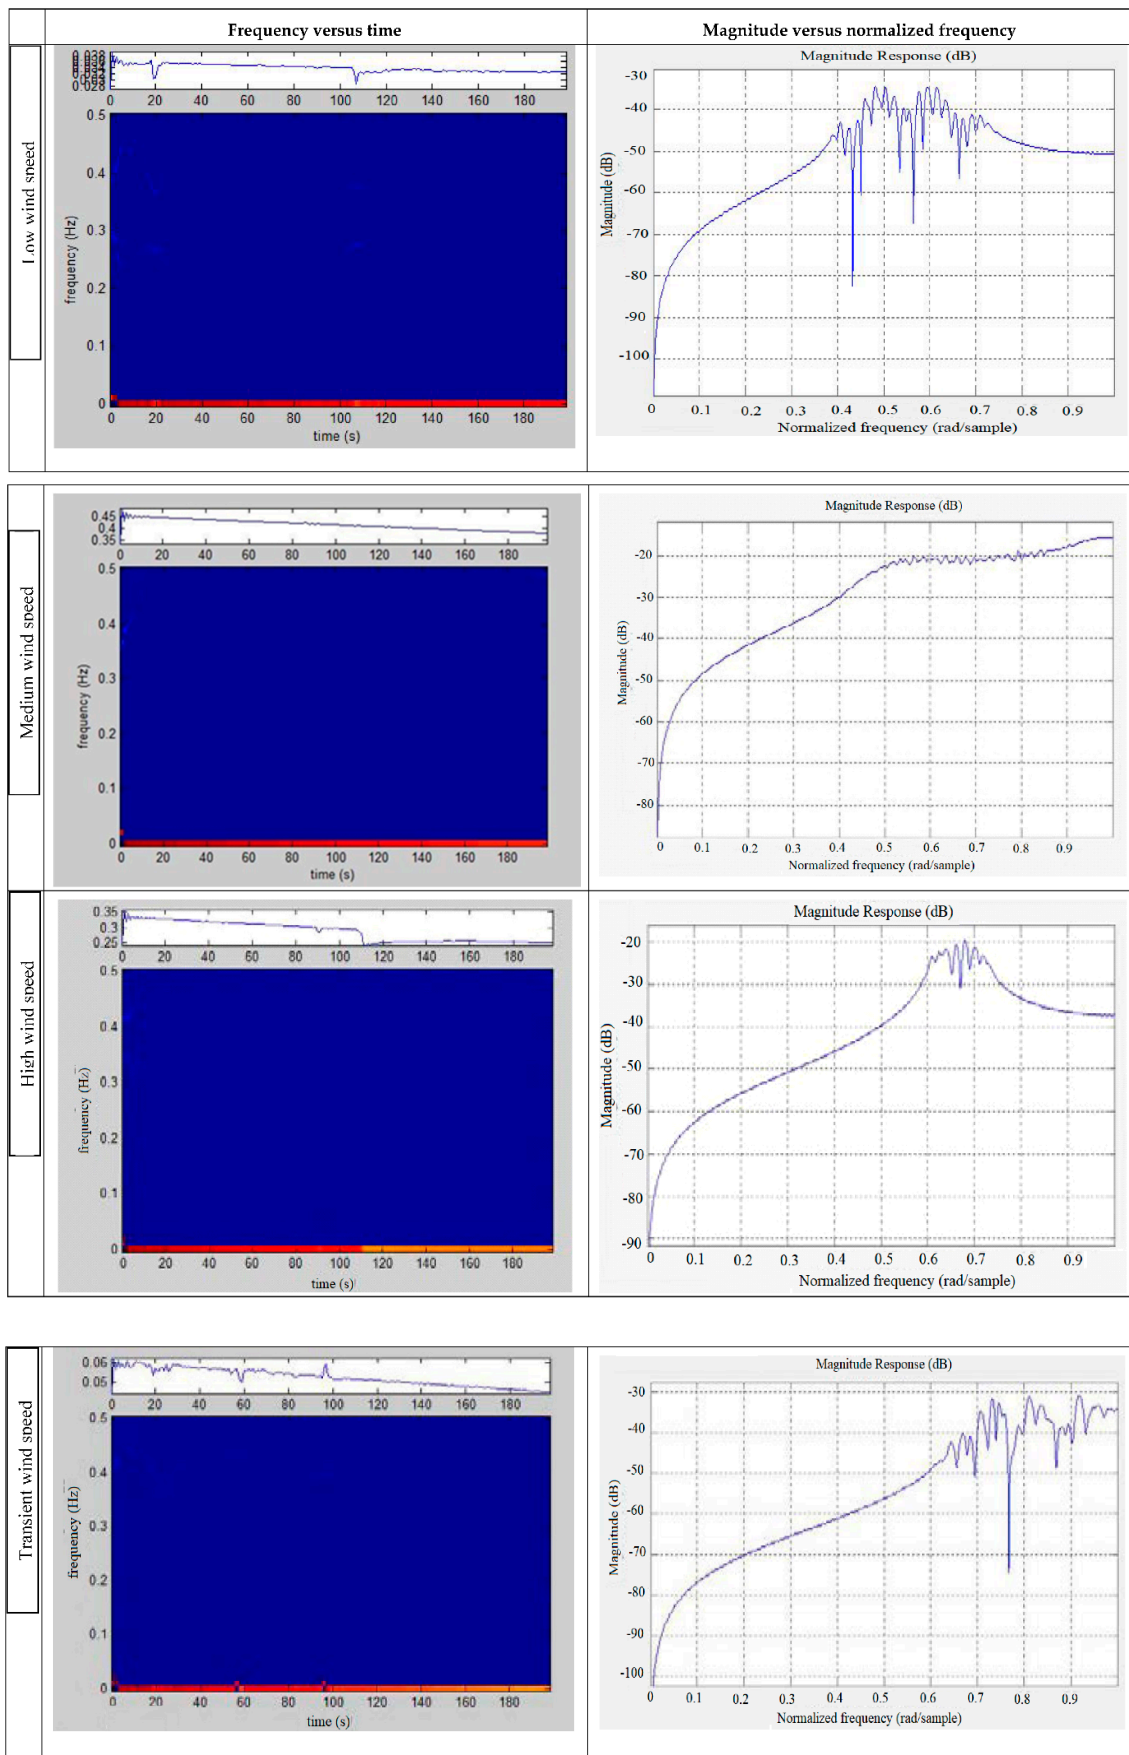 Frequency versus time
Magnitude versus normalized frequency
Low wind speed
0.038
0.036
0.034
0.032
0.03
0.028
0 20 40 60 80 100 120 140 160 180
0.5
0.4
0.3
0.2
0.1
0
frequency (Hz)
0 20 40 60 80 100 120 140 160 180
time (s)
Magnitude Response (dB)
-30
-40
-50
-60
-70
-80
-90
-100
Magnitude (dB)
0 0.1 0.2 0.3 0.4 0.5 0.6 0.7 0.8 0.9
Normalized frequency (rad/sample)
Medium wind speed
0.45
0.4
0.35
0 20 40 60 80 100 120 140 160 180
0.5
0.4
0.3
0.2
0.1
0
frequency (Hz)
0 20 40 60 80 100 120 140 160 180
time (s)
Magnitude Response (dB)
-20
-30
-40
-50
-60
-70
-80
Magnitude (dB)
0 0.1 0.2 0.3 0.4 0.5 0.6 0.7 0.8 0.9
Normalized frequency (rad/sample)
High wind speed
0.35
0.3
0.25
0 20 40 60 80 100 120 140 160 180
0.5
0.4
0.3
0.2
0.1
0
frequency (Hz)
0 20 40 60 80 100 120 140 160 180
time (s)
Magnitude Response (dB)
-20
-30
-40
-50
-60
-70
-80
-90
Magnitude (dB)
0 0.1 0.2 0.3 0.4 0.5 0.6 0.7 0.8 0.9
Normalized frequency (rad/sample)
Transient wind speed
0.06
0.05
0 20 40 60 80 100 120 140 160 180
0.5
0.4
0.3
0.2
0.1
0
frequency (Hz)
0 20 40 60 80 100 120 140 160 180
time (s)
Magnitude Response (dB)
-30
-40
-50
-60
-70
-80
-90
-100
Magnitude (dB)
0 0.1 0.2 0.3 0.4 0.5 0.6 0.7 0.8 0.9
Normalized frequency (rad/sample)